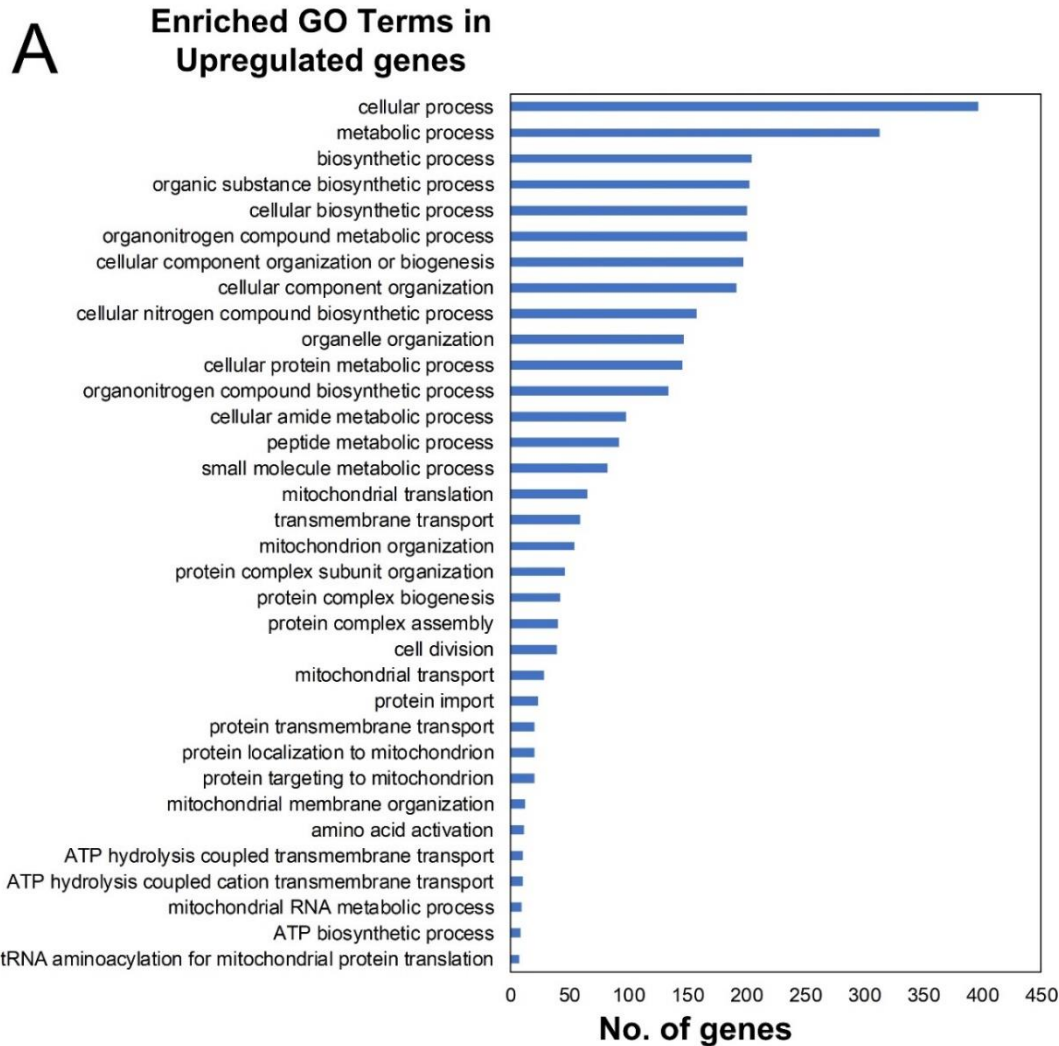 A
Enriched GO Terms in
Upregulated genes
cellular process
metabolic process
biosynthetic process
organic substance biosynthetic process
cellular biosynthetic process
organonitrogen compound metabolic process
cellular component organization or biogenesis
cellular component organization
cellular nitrogen compound biosynthetic process
organelle organization
cellular protein metabolic process
organonitrogen compound biosynthetic process
cellular amide metabolic process
peptide metabolic process
small molecule metabolic process
mitochondrial translation
transmembrane transport
mitochondrion organization
protein complex subunit organization
protein complex biogenesis
protein complex assembly
cell division
mitochondrial transport
protein import
protein transmembrane transport
protein localization to mitochondrion
protein targeting to mitochondrion
mitochondrial membrane organization
amino acid activation
ATP hydrolysis coupled transmembrane transport
ATP hydrolysis coupled cation transmembrane transport
mitochondrial RNA metabolic process
ATP biosynthetic process
tRNA aminoacylation for mitochondrial protein translation
0 50 100 150 200 250 300 350 400 450
No. of genes